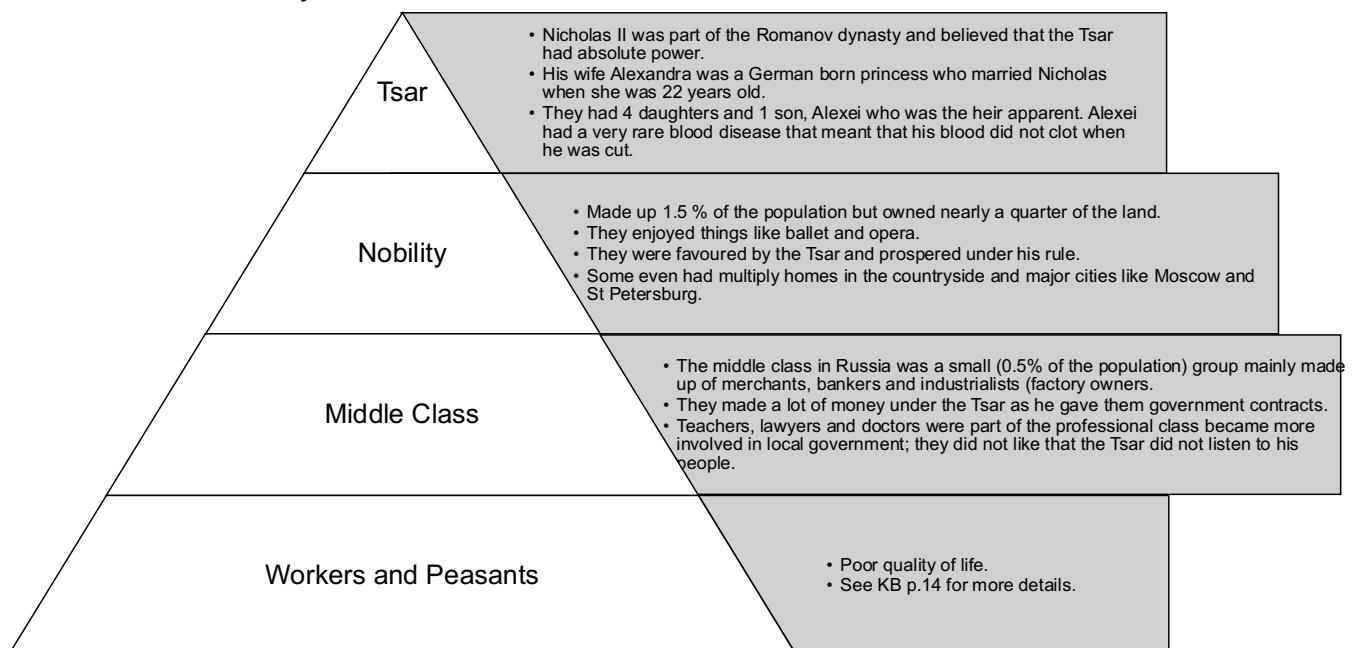 Tsar
• Nicholas II was part of the Romanov dynasty and believed that the Tsar
had absolute power.
• His wife Alexandra was a German born princess who married Nicholas
when she was 22 years old.
• They had 4 daughters and 1 son, Alexei who was the heir apparent. Alexei
had a very rare blood disease that meant that his blood did not clot when
he was cut.
Nobility
• Made up 1.5 % of the population but owned nearly a quarter of the land.
• They enjoyed things like ballet and opera.
• They were favoured by the Tsar and prospered under his rule.
• Some even had multiply homes in the countryside and major cities like Moscow and
St Petersburg.
Middle Class
• The middle class in Russia was a small (0.5% of the population) group mainly made
up of merchants, bankers and industrialists (factory owners.
• They made a lot of money under the Tsar as he gave them government contracts.
• Teachers, lawyers and doctors were part of the professional class became more
involved in local government; they did not like that the Tsar did not listen to his
people.
Workers and Peasants
• Poor quality of life.
• See KB p.14 for more details.